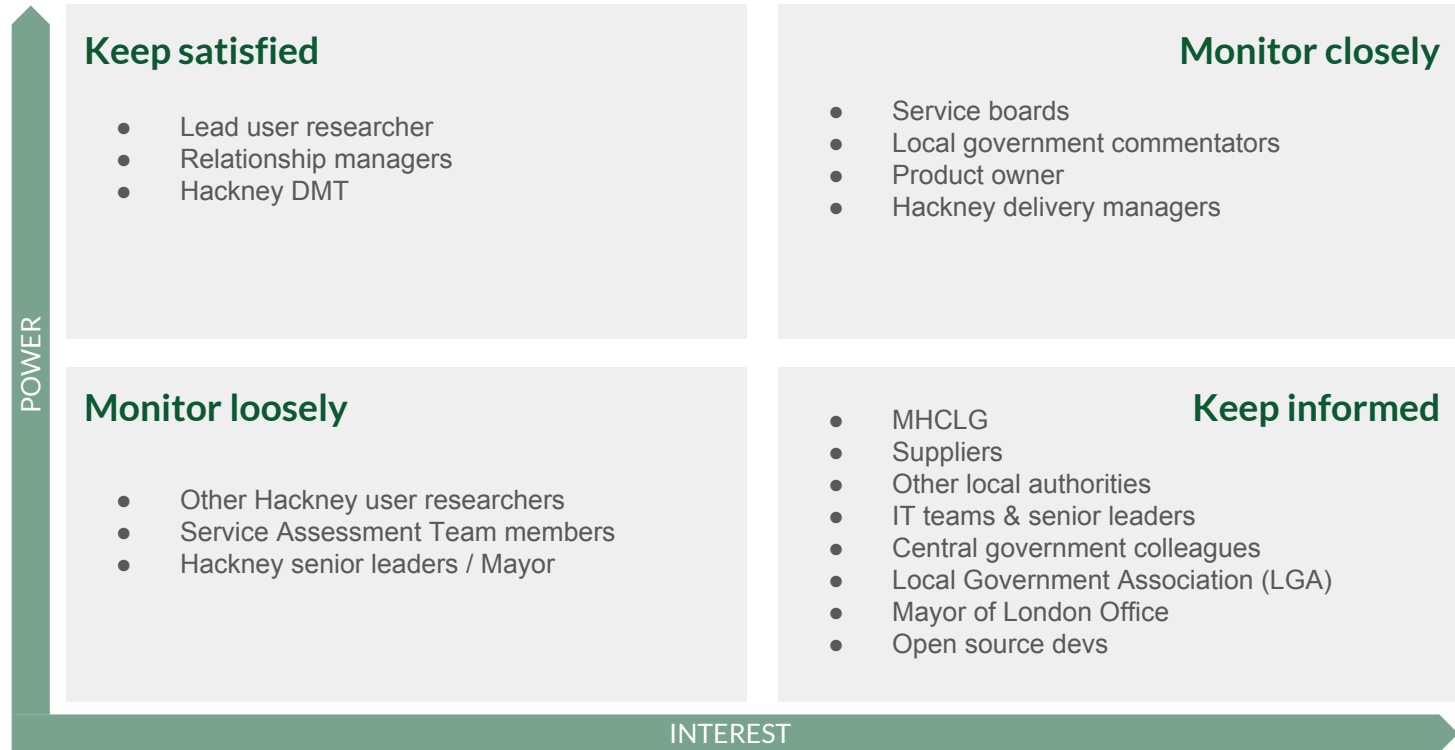 Keep satisfied
● Lead user researcher
● Relationship managers
● Hackney DMT
Monitor closely
● Service boards
● Local government commentators
● Product owner
● Hackney delivery managers
POWER
Monitor loosely
● Other Hackney user researchers
● Service Assessment Team members
● Hackney senior leaders / Mayor
Keep informed
● MHCLG
● Suppliers
● Other local authorities
● IT teams & senior leaders
● Central government colleagues
● Local Government Association (LGA)
● Mayor of London Office
● Open source devs
INTEREST